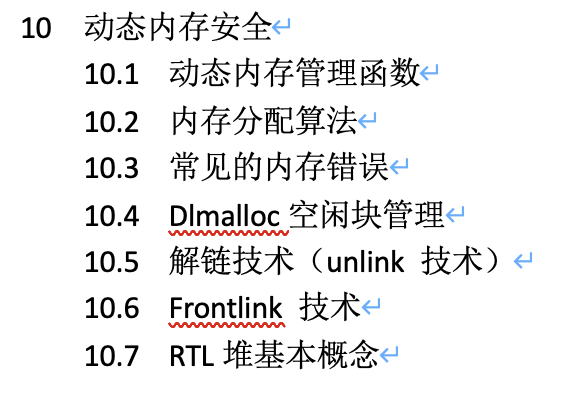 10 动态内存安全
10.1 动态内存管理函数
10.2 内存分配算法
10.3 常见的内存错误
10.4 Dlmalloc 空闲块管理
10.5 解链技术（unlink 技术）
10.6 Frontlink 技术
10.7 RTL 堆基本概念